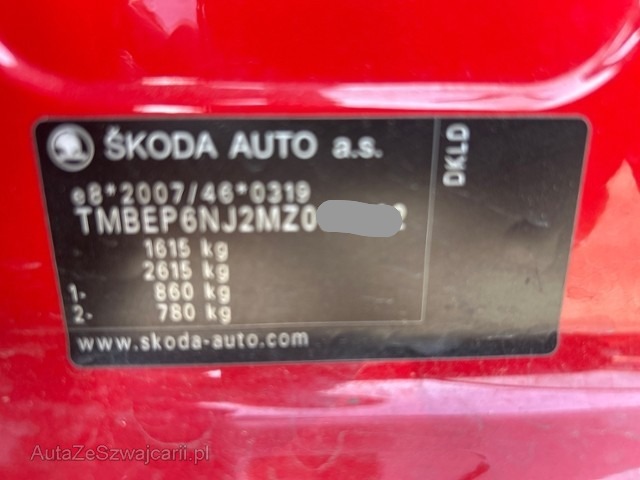 ŠKODA AUTO a.s.
DKLD
e8*2007/46*0319
TMBEP6NJ2MZ0 2
1615 kg
2615 kg
1- 860 kg
2- 780 kg
www.skoda-auto.com
AutaZeSzwajcarii.pl